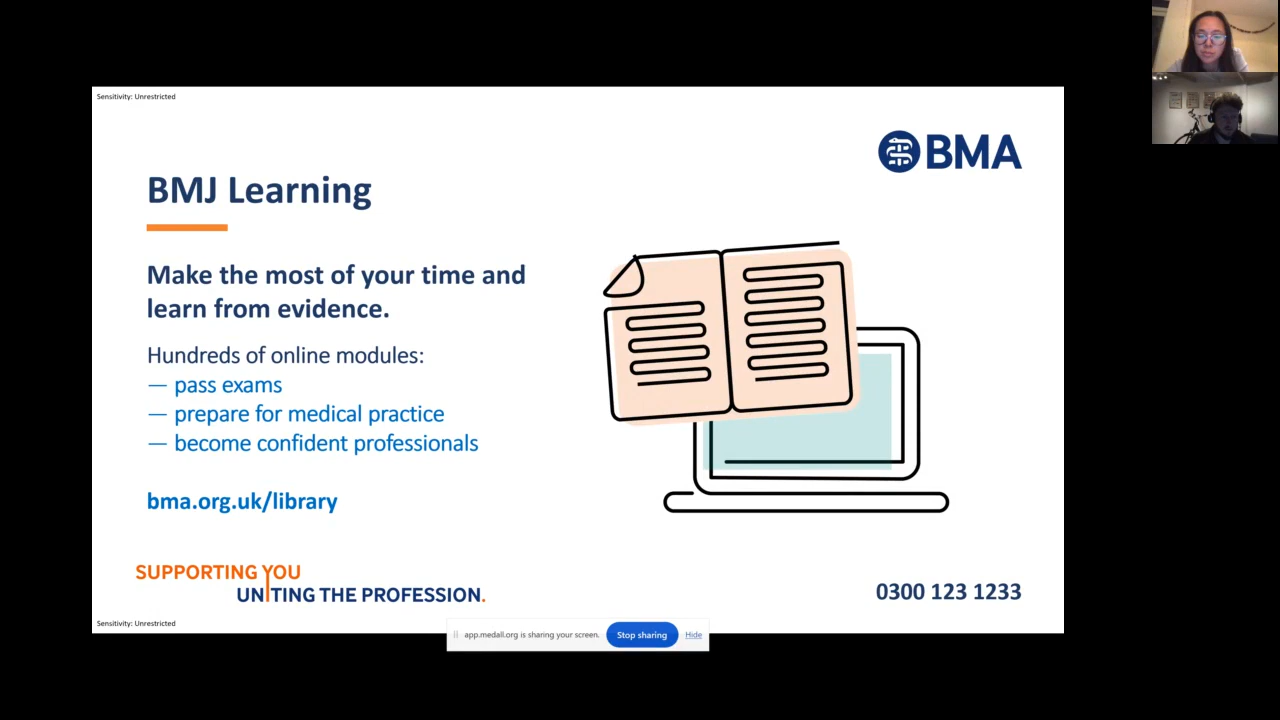 Sensitivity: Unrestricted
BMA
BMJ Learning
Make the most of your time and
learn from evidence.
Hundreds of online modules:
— pass exams
— prepare for medical practice
— become confident professionals
bma.org.uk/library
SUPPORTING YOU
UNITING THE PROFESSION.
0300 123 1233
Sensitivity: Unrestricted
app.medall.org is sharing your screen.
Stop sharing
Hide